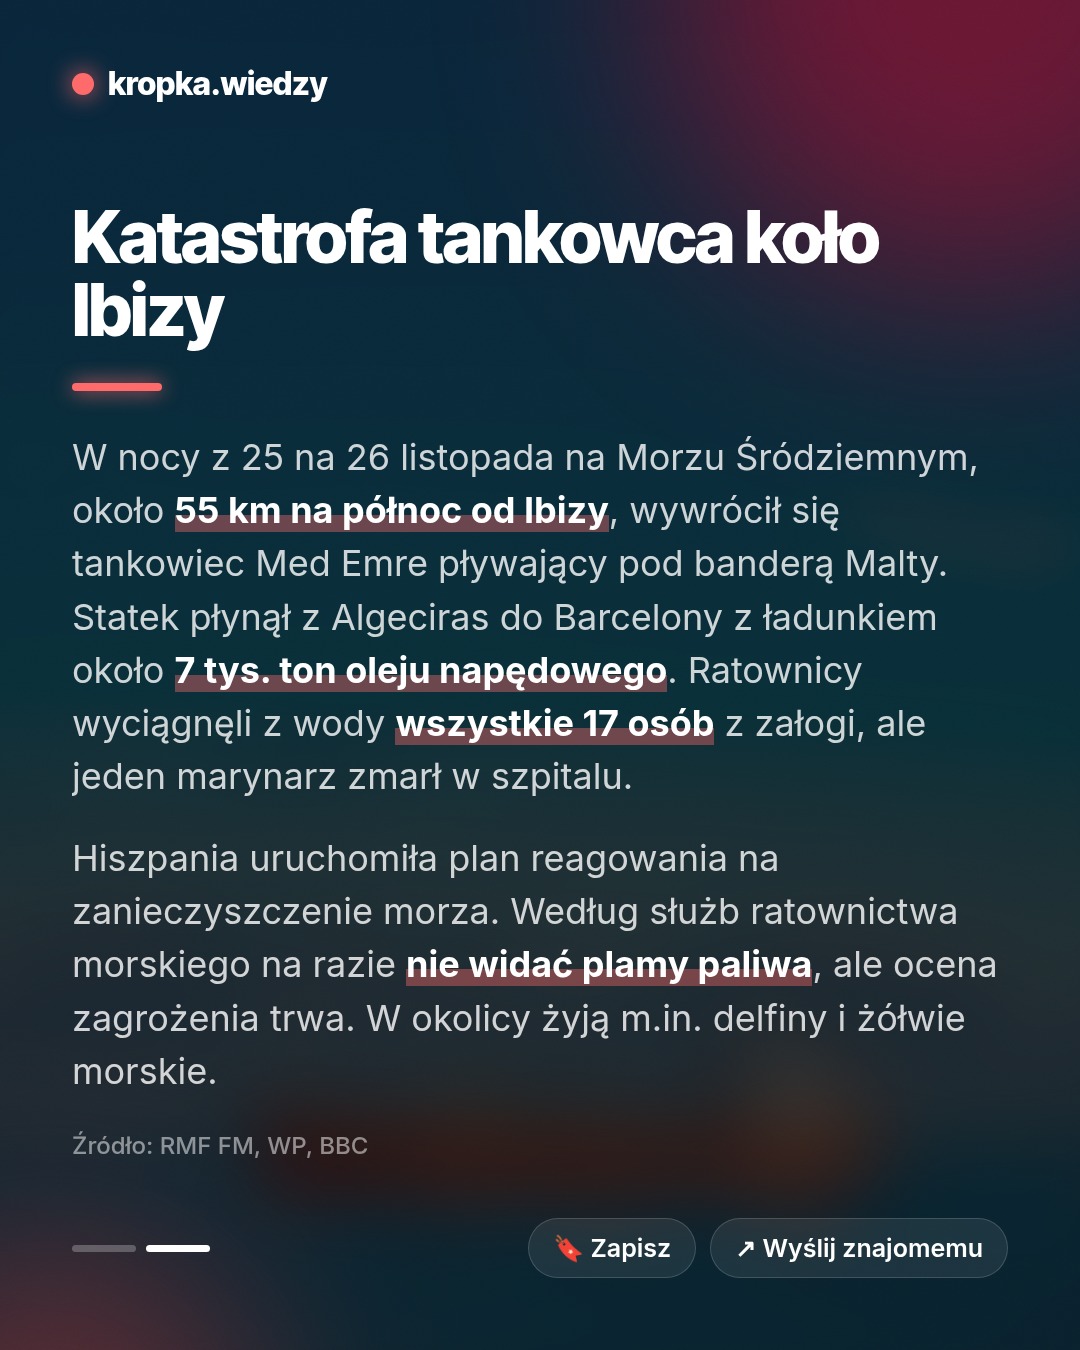 kropka.wiedzy
Katastrofa tankowca koło
Ibizy
W nocy z 25 na 26 listopada na Morzu Śródziemnym,
około 55 km na północ od Ibizy, wywrócił się
tankowiec Med Emre pływający pod banderą Malty.
Statek płynął z Algeciras do Barcelony z ładunkiem
około 7 tys. ton oleju napędowego. Ratownicy
wyciągnęli z wody wszystkie 17 osób z załogi, ale
jeden marynarz zmarł w szpitalu.
Hiszpania uruchomiła plan reagowania na
zanieczyszczenie morza. Według służb ratownictwa
morskiego na razie nie widać plamy paliwa, ale ocena
zagrożenia trwa. W okolicy żyją m.in. delfiny i żółwie
morskie.
Źródło: RMF FM, WP, BBC
🔖 Zapisz
↗ Wyślij znajomemu